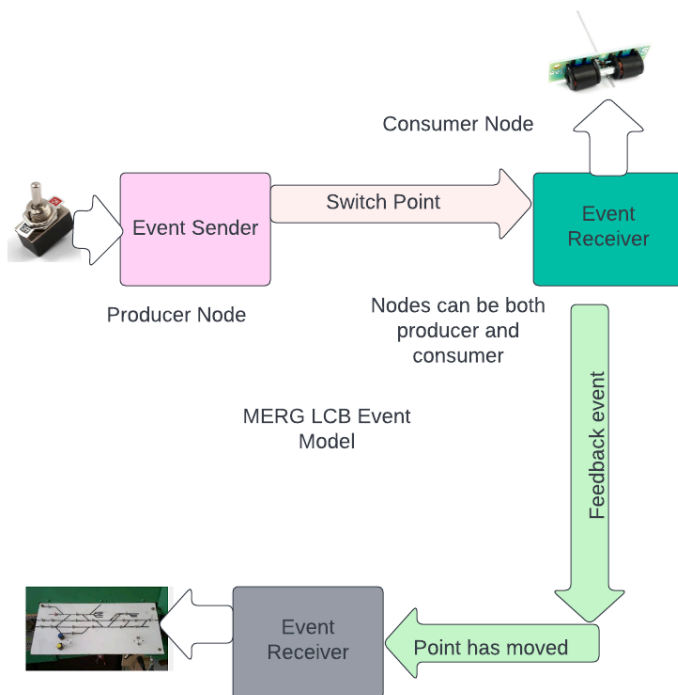 Consumer Node
Event Sender
Switch Point
Event
Receiver
Producer Node
Nodes can be both
producer and
consumer
MERG LCB Event
Model
Feedback event
Event
Receiver
Point has moved